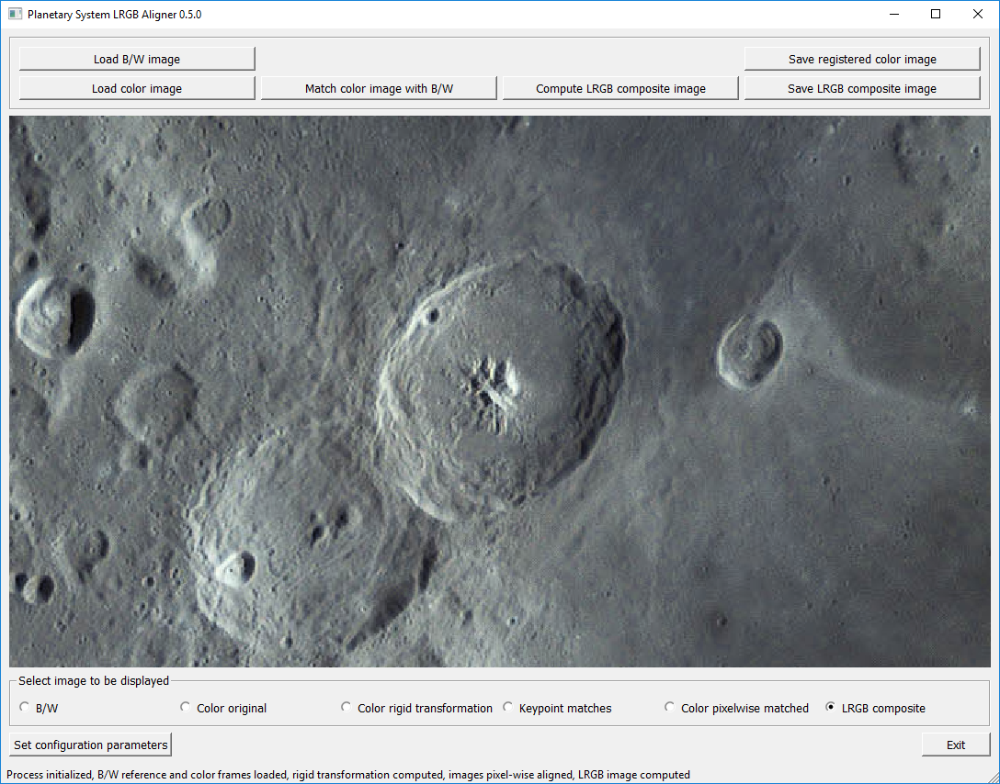 Planetary System LRGB Aligner 0.5.0
Load B/W image
Save registered color image
Load color image
Match color image with B/W
Compute LRGB composite image
Save LRGB composite image
Select image to be displayed
B/W
Color original
Color rigid transformation
Keypoint matches
Color pixelwise matched
LRGB composite
Set configuration parameters
Exit
Process initialized, B/W reference and color frames loaded, rigid transformation computed, images pixel-wise aligned, LRGB image computed